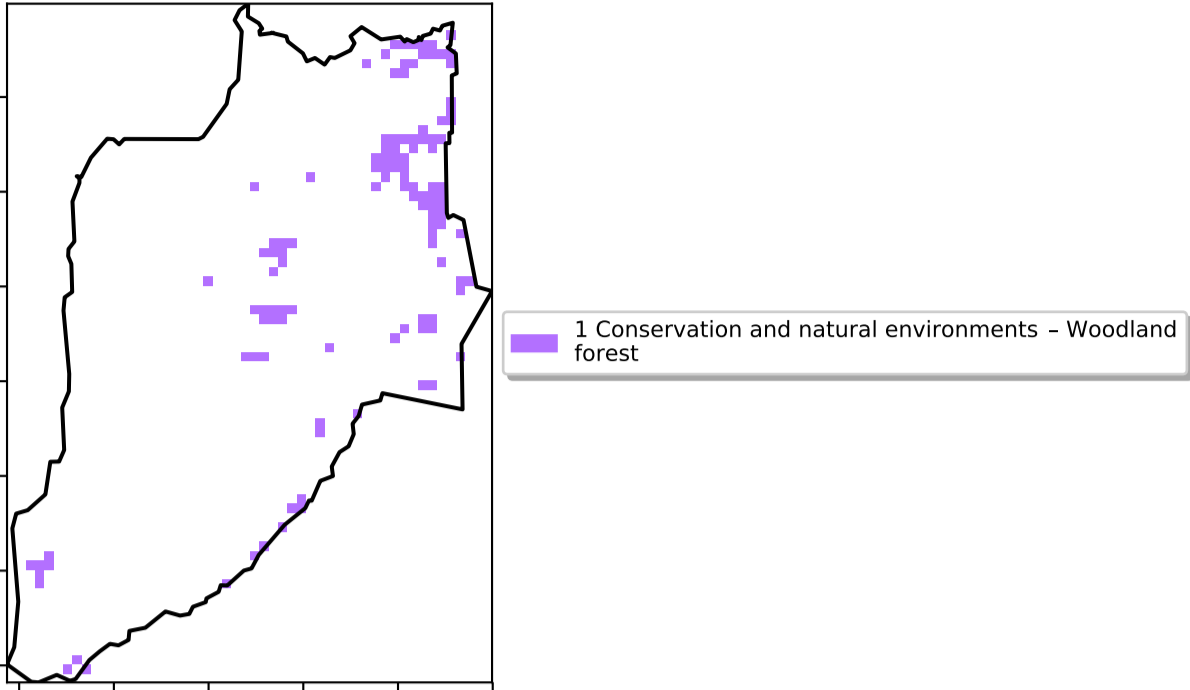 1 Conservation and natural environments – Woodland
forest